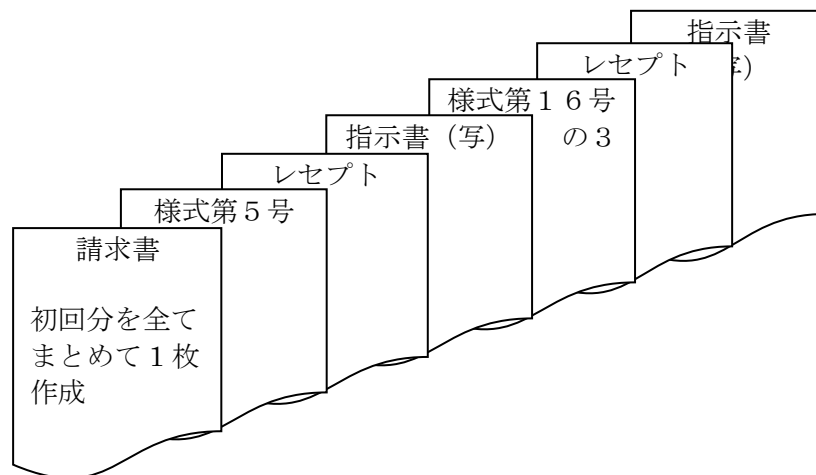 請求書
初回分を全て
まとめて１枚
作成
様式第５号
レセプト
指示書（写）
様式第１６号
の３
レセプト
指示書